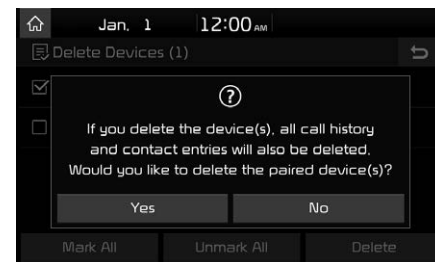 Jan. 1 12:00 AM
Delete Devices (1)
If you delete the device(s), all call history
and contact entries will also be deleted.
Would you like to delete the paired device(s)?
Yes No
Mark All Unmark All Delete